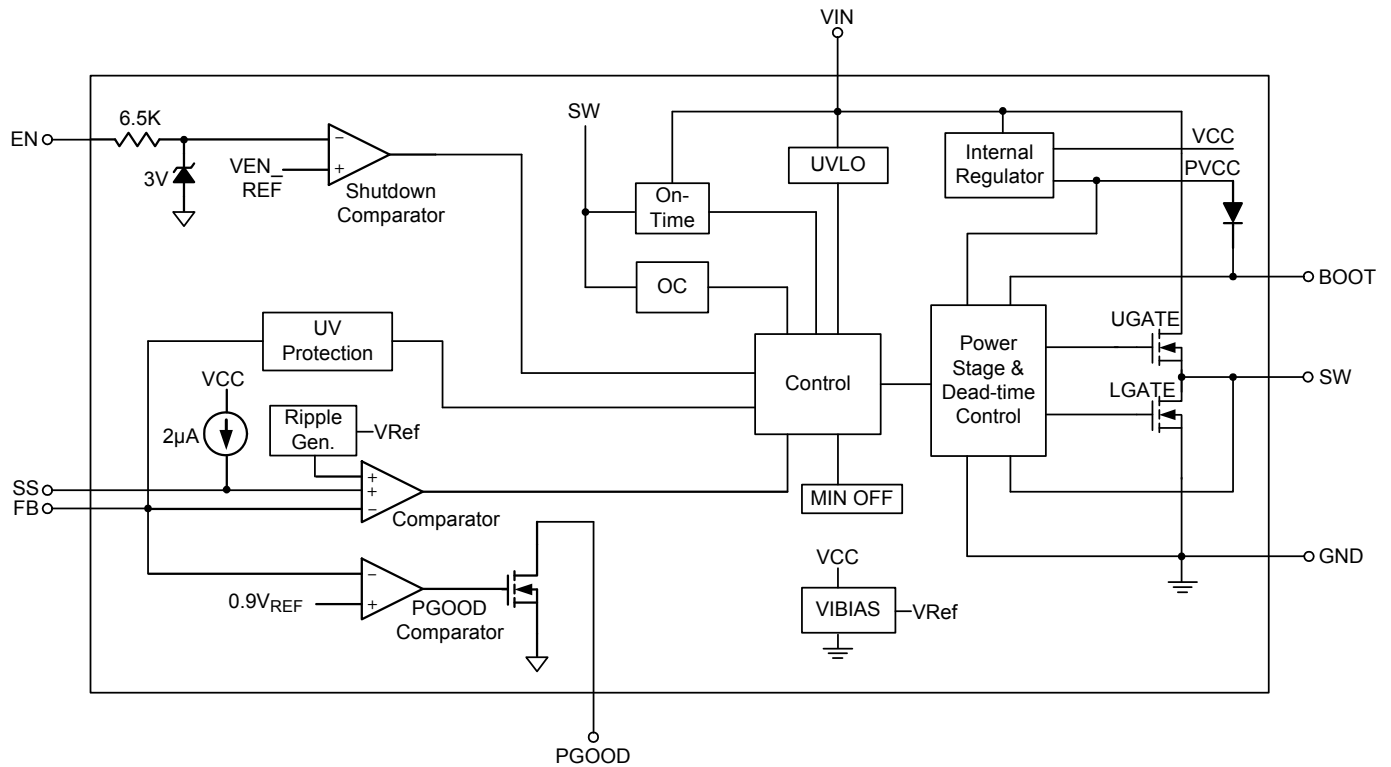 VIN
EN
6.5K
3V
VEN_
REF
−
+
Shutdown
Comparator
SW
On-
Time
OC
UVLO
Internal
Regulator
VCC
PVCC
BOOT
UV
Protection
VCC
2µA
Ripple
Gen.
VRef
Control
Power
Stage &
Dead-time
Control
UGATE
LGATE
SW
SS
FB
+
+
−
Comparator
MIN OFF
0.9VREF
−
+
PGOOD
Comparator
VCC
VIBIAS
VRef
GND
PGOOD